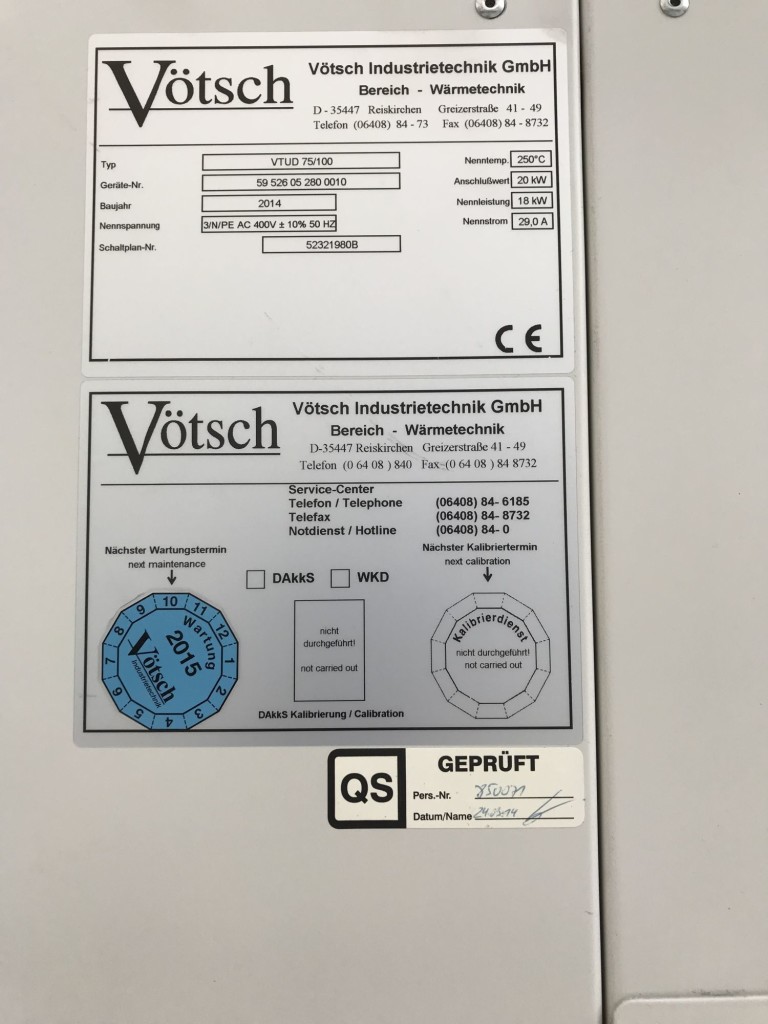 Vötsch
Vötsch Industrietechnik GmbH
Bereich - Wärmetechnik
D - 35447 Reiskirchen Greizerstraße 41 - 49
Telefon (06408) 84 - 73 Fax (06408) 84 - 8732
Typ VTUD 75/100 Nenntemp. 250°C
Geräte-Nr. 59 526 05 280 0010 Anschlußwert 20 kW
Baujahr 2014 Nennleistung 18 kW
Nennspannung 3/N/PE AC 400V ± 10% 50 HZ Nennstrom 29,0 A
Schaltplan-Nr. 52321980B
CE
Vötsch
Vötsch Industrietechnik GmbH
Bereich - Wärmetechnik
D-35447 Reiskirchen Greizerstraße 41 - 49
Telefon (0 64 08 ) 840 Fax (0 64 08 ) 84 8732
Service-Center
Telefon / Telephone (06408) 84- 6185
Telefax (06408) 84- 8732
Notdienst / Hotline (06408) 84- 0
Nächster Wartungstermin
next maintenance
Nächster Kalibriertermin
next calibration
DAkkS WKD
1 2 3 4 5 6 7 8 9 10 11 12
Wartung
2015
Vötsch
Industrietechnik
nicht
durchgeführt!
not carried out
DAkkS Kalibrierung / Calibration
Kalibrierdienst
nicht durchgeführt!
not carried out
QS
GEPRÜFT
Pers.-Nr.
Datum/Name